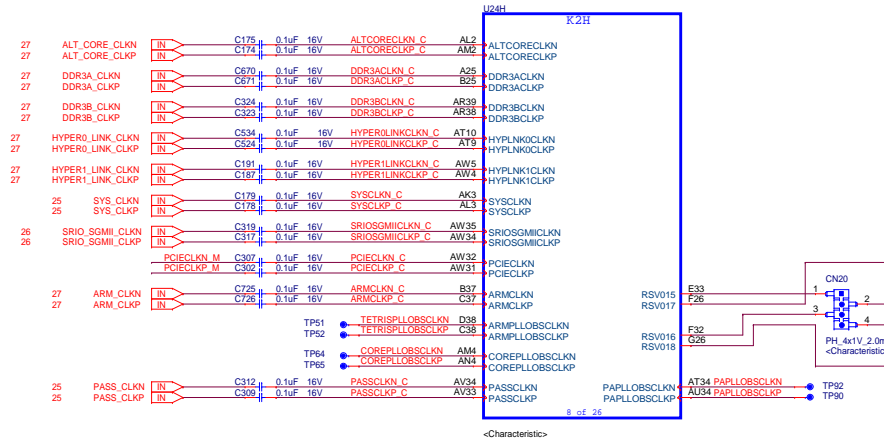 U24H
K2H
27 ALT_CORE_CLKN IN C175 0.1uF 16V ALTCORECLKN_C AL2 ALTCORECLKN
27 ALT_CORE_CLKP IN C174 0.1uF 16V ALTCORECLKP_C AM2 ALTCORECLKP
27 DDR3A_CLKN IN C670 0.1uF 16V DDR3ACLKN_C A25 DDR3ACLKN
27 DDR3A_CLKP IN C671 0.1uF 16V DDR3ACLKP_C B25 DDR3ACLKP
27 DDR3B_CLKN IN C324 0.1uF 16V DDR3BCLKN_C AR39 DDR3BCLKN
27 DDR3B_CLKP IN C323 0.1uF 16V DDR3BCLKP_C AR38 DDR3BCLKP
27 HYPER0_LINK_CLKN IN C534 0.1uF 16V HYPER0LINKCLKN_C AT10 HYPLNK0CLKN
27 HYPER0_LINK_CLKP IN C524 0.1uF 16V HYPER0LINKCLKP_C AT9 HYPLNK0CLKP
27 HYPER1_LINK_CLKN IN C191 0.1uF 16V HYPER1LINKCLKN_C AW5 HYPLNK1CLKN
27 HYPER1_LINK_CLKP IN C187 0.1uF 16V HYPER1LINKCLKP_C AW4 HYPLNK1CLKP
25 SYS_CLKN IN C179 0.1uF 16V SYSCLKN_C AK3 SYSCLKN
25 SYS_CLKP IN C178 0.1uF 16V SYSCLKP_C AL3 SYSCLKP
26 SRIO_SGMII_CLKN IN C319 0.1uF 16V SRIOSGMIICLKN_C AW35 SRIOSGMIICLKN
26 SRIO_SGMII_CLKP IN C317 0.1uF 16V SRIOSGMIICLKP_C AW34 SRIOSGMIICLKP
PCIECLKN_M C307 0.1uF 16V PCIECLKN_C AW32 PCIECLKN
PCIECLKP_M C302 0.1uF 16V PCIECLKP_C AW31 PCIECLKP
CN20
27 ARM_CLKN IN C725 0.1uF 16V ARMCLKN_C B37 ARMCLKN RSV015 E33 1 2
27 ARM_CLKP IN C726 0.1uF 16V ARMCLKP_C C37 ARMCLKP RSV017 F26
TP51 TETRISPLLOBSCLKN D38 ARMPLLOBSCLKN 3 4
TP52 TETRISPLLOBSCLKP C38 ARMPLLOBSCLKP RSV016 F32
RSV018 G26 PH_4x1V_2.0m
TP64 COREPLLOBSCLKN AM4 COREPLLOBSCLKN <Characteristic
TP65 COREPLLOBSCLKP AN4 COREPLLOBSCLKP
25 PASS_CLKN IN C312 0.1uF 16V PASSCLKN_C AV34 PASSCLKN PAPLLOBSCLKN AT34 PAPLLOBSCLKN TP92
25 PASS_CLKP IN C309 0.1uF 16V PASSCLKP_C AV33 PASSCLKP PAPLLOBSCLKP AU34 PAPLLOBSCLKP TP90
8 of 26
<Characteristic>